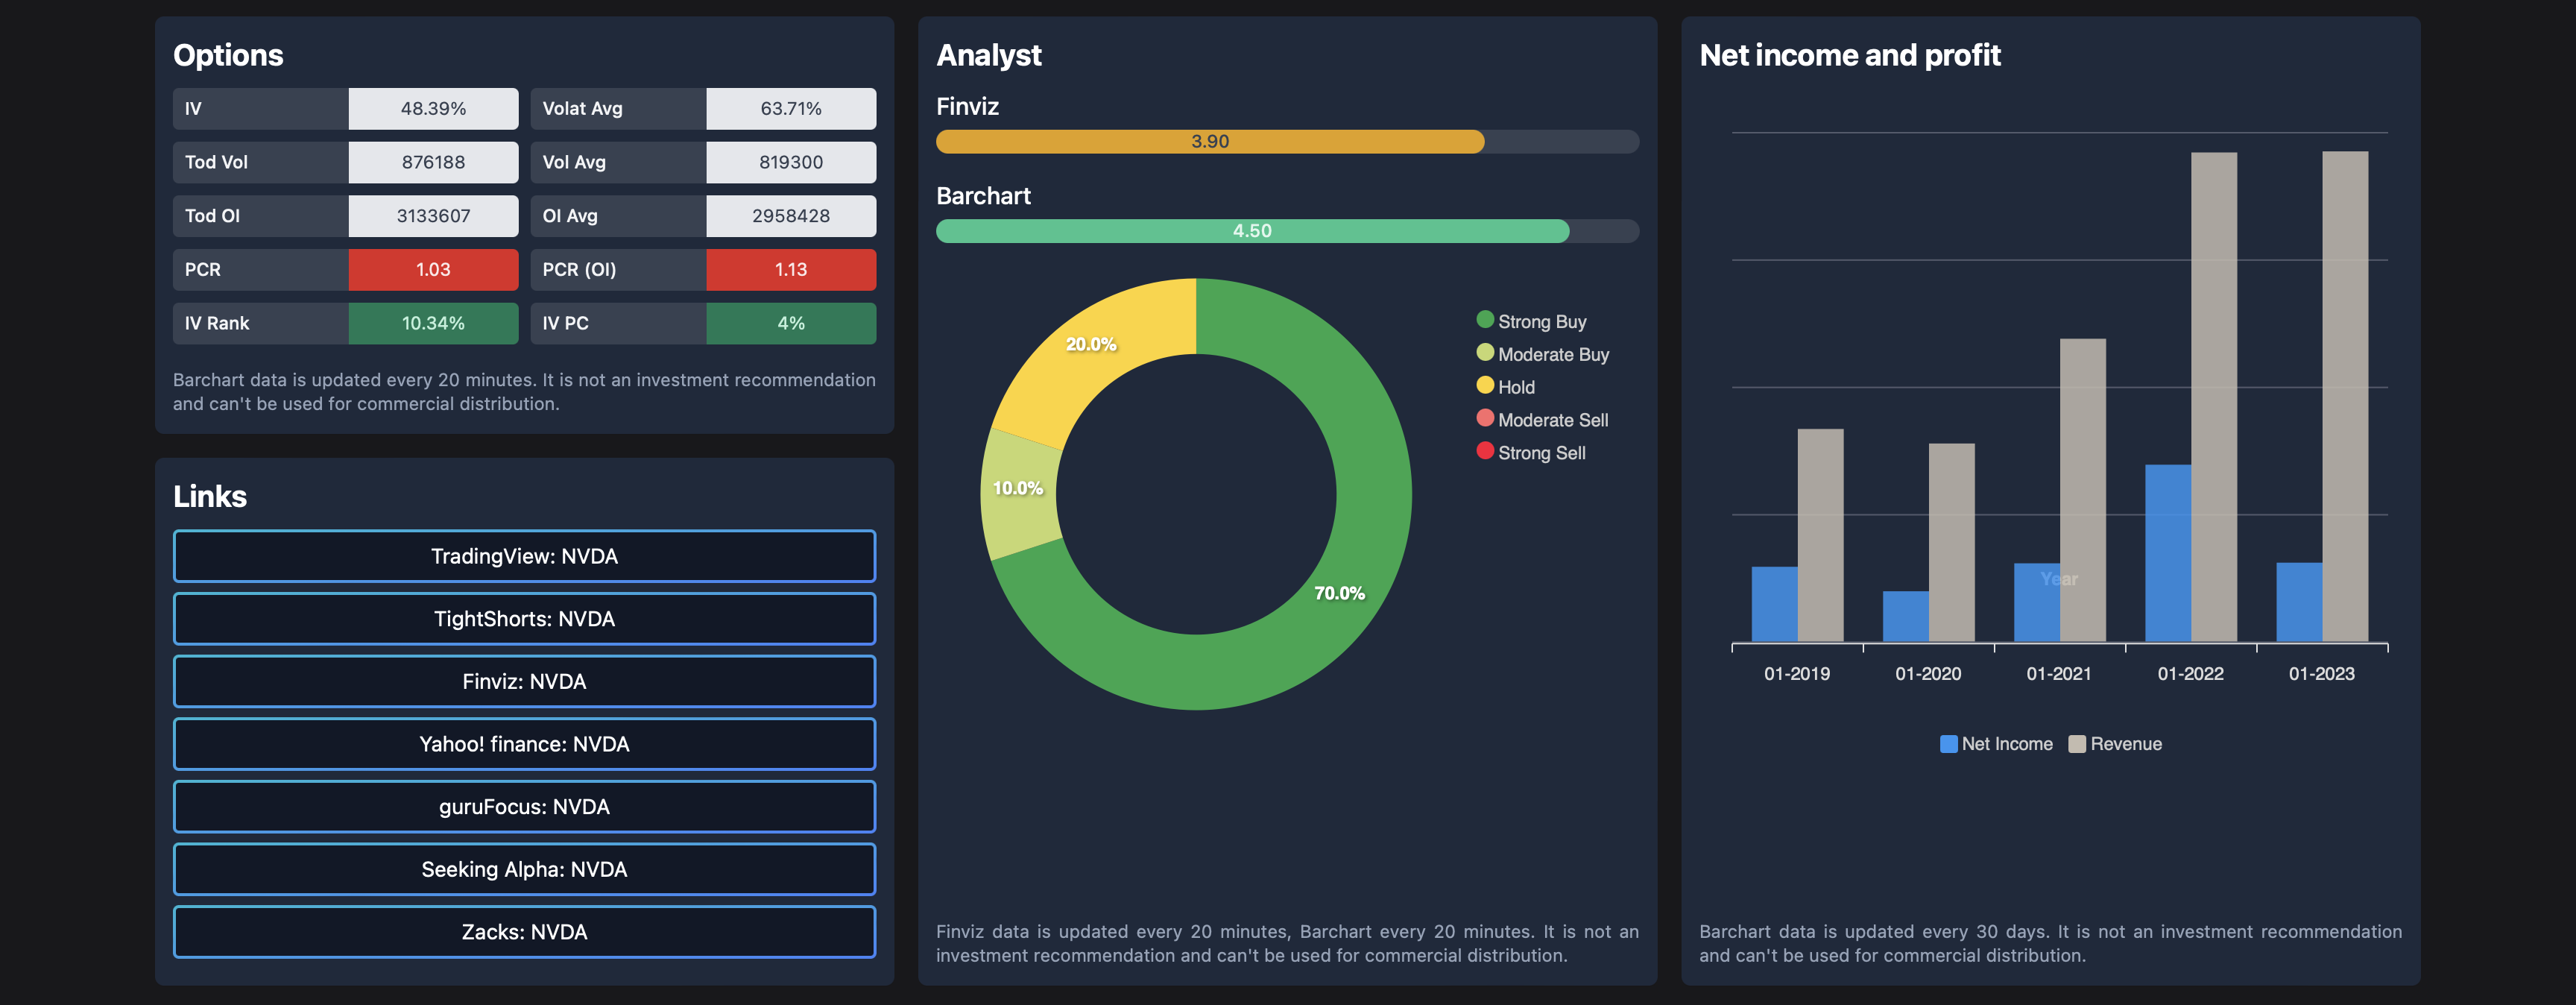 Options
IV 48.39% Volat Avg 63.71%
Tod Vol 876188 Vol Avg 819300
Tod OI 3133607 OI Avg 2958428
PCR 1.03 PCR (OI) 1.13
IV Rank 10.34% IV PC 4%
Barchart data is updated every 20 minutes. It is not an investment recommendation
and can't be used for commercial distribution.
Links
TradingView: NVDA
TightShorts: NVDA
Finviz: NVDA
Yahoo! finance: NVDA
guruFocus: NVDA
Seeking Alpha: NVDA
Zacks: NVDA
Analyst
Finviz
3.90
Barchart
4.50
20.0%
10.0%
70.0%
Strong Buy
Moderate Buy
Hold
Moderate Sell
Strong Sell
Finviz data is updated every 20 minutes, Barchart every 20 minutes. It is not an
investment recommendation and can't be used for commercial distribution.
Net income and profit
Year
01-2019 01-2020 01-2021 01-2022 01-2023
Net Income Revenue
Barchart data is updated every 30 days. It is not an investment recommendation
and can't be used for commercial distribution.